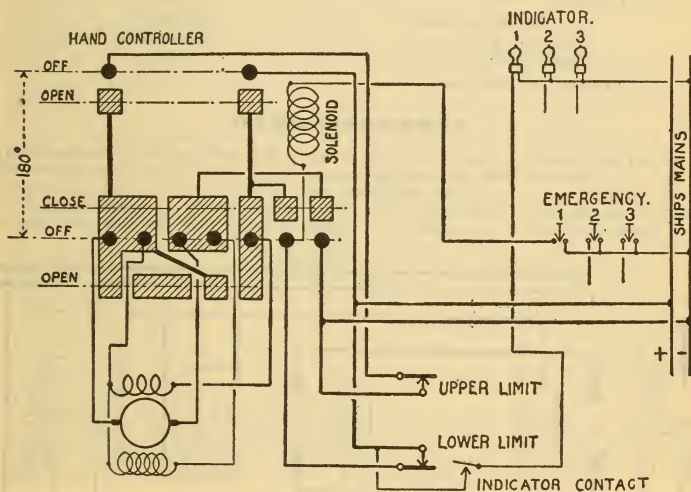 INDICATOR.
1 2 3
HAND CONTROLLER
OFF
OPEN
180°
SOLENOID
SHIPS MAINS
CLOSE
EMERGENCY.
1 2 3
OFF
OPEN
+ -
UPPER LIMIT
LOWER LIMIT
INDICATOR CONTACT